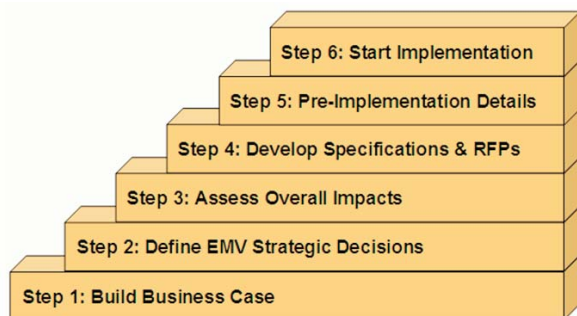 Step 6: Start Implementation
Step 5: Pre-Implementation Details
Step 4: Develop Specifications & RFPs
Step 3: Assess Overall Impacts
Step 2: Define EMV Strategic Decisions
Step 1: Build Business Case